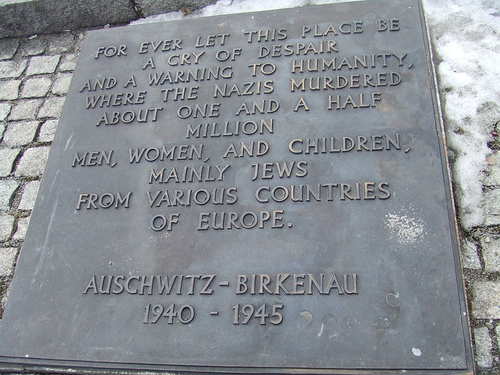 FOR EVER LET THIS PLACE BE
A CRY OF DESPAIR
AND A WARNING TO HUMANITY,
WHERE THE NAZIS MURDERED
ABOUT ONE AND A HALF
MILLION
MEN, WOMEN, AND CHILDREN,
MAINLY JEWS
FROM VARIOUS COUNTRIES
OF EUROPE.
AUSCHWITZ - BIRKENAU
1940 - 1945